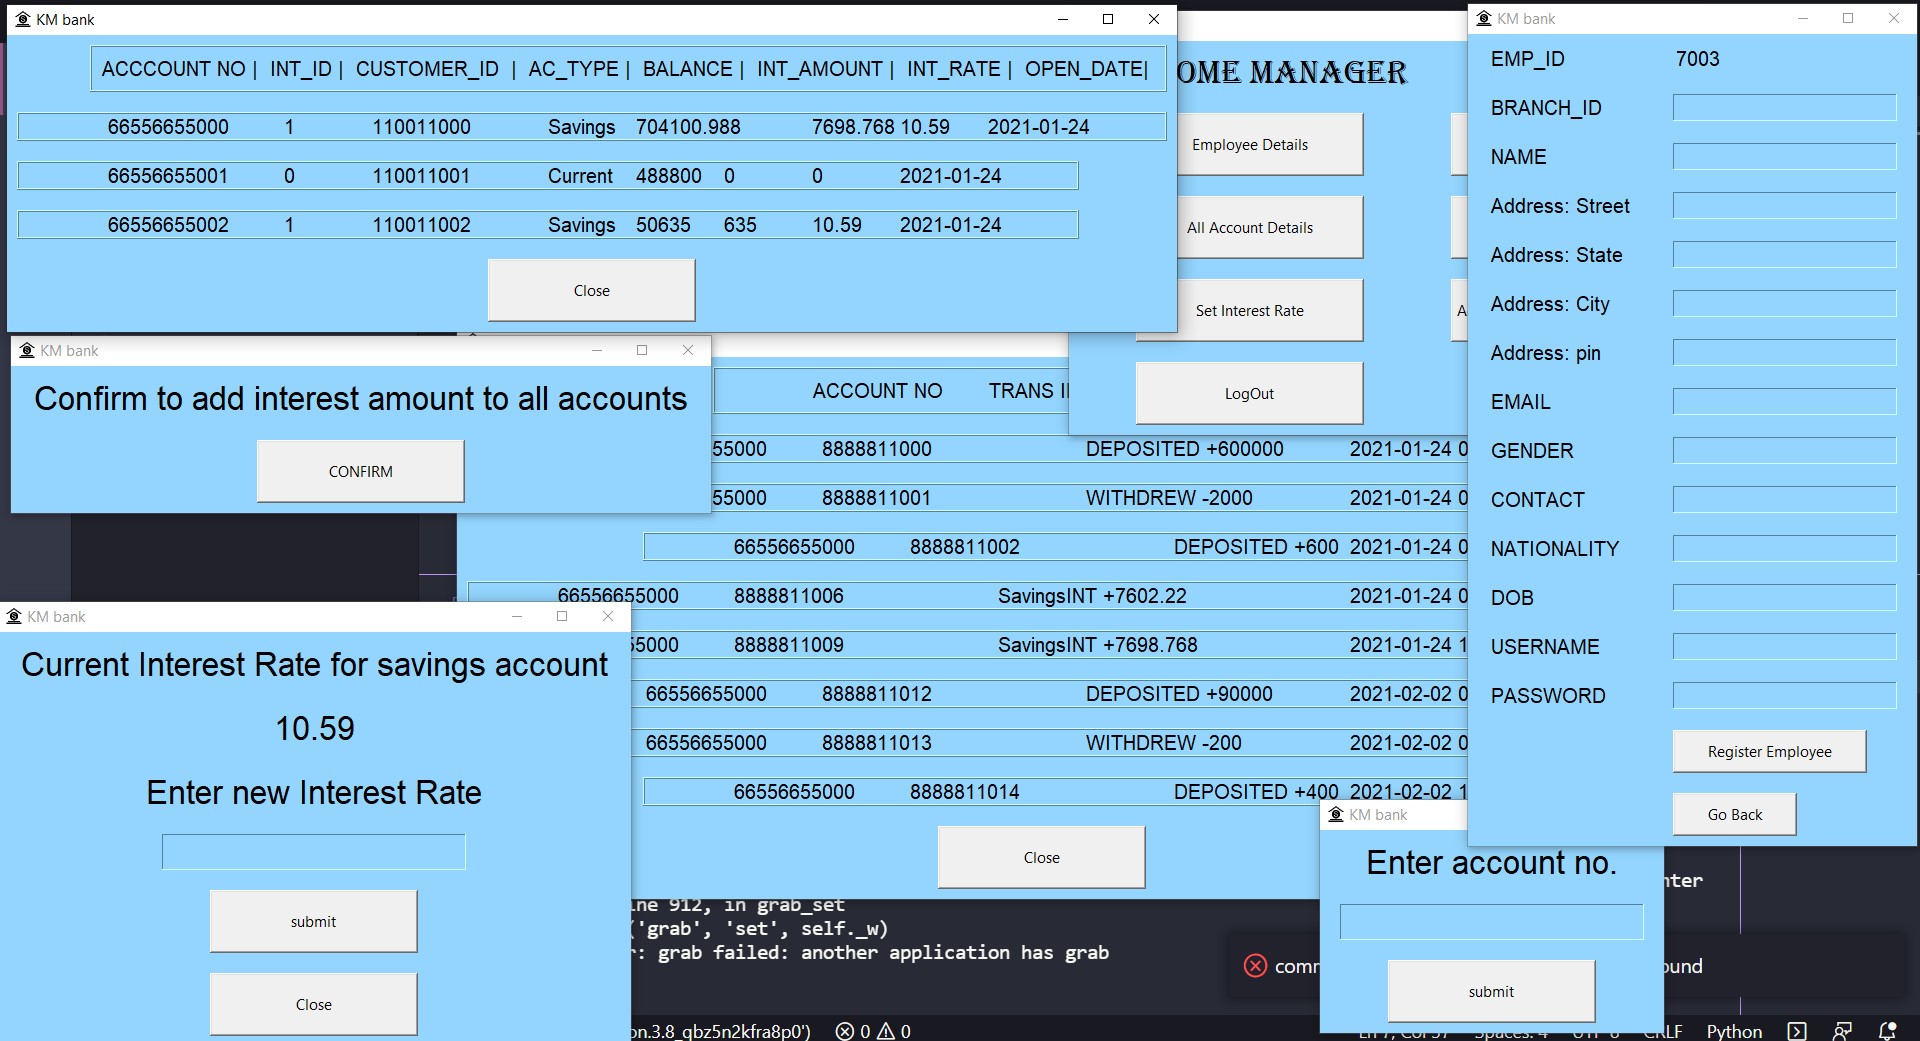 KM bank
ACCCOUNT NO | INT_ID | CUSTOMER_ID | AC_TYPE | BALANCE | INT_AMOUNT | INT_RATE | OPEN_DATE|
66556655000 1 110011000 Savings 704100.988 7698.768 10.59 2021-01-24
66556655001 0 110011001 Current 488800 0 0 2021-01-24
66556655002 1 110011002 Savings 50635 635 10.59 2021-01-24
Close
OME MANAGER
Employee Details
All Account Details
Set Interest Rate
A
LogOut
KM bank
EMP_ID 7003
BRANCH_ID
NAME
Address: Street
Address: State
Address: City
Address: pin
EMAIL
GENDER
CONTACT
NATIONALITY
DOB
USERNAME
PASSWORD
Register Employee
Go Back
KM bank
Confirm to add interest amount to all accounts
CONFIRM
ACCOUNT NO TRANS
55000 8888811000 DEPOSITED +600000 2021-01-24 0
55000 8888811001 WITHDREW -2000 2021-01-24 0
66556655000 8888811002 DEPOSITED +600 2021-01-24 0
66556655000 8888811006 SavingsINT +7602.22 2021-01-24 0
55000 8888811009 SavingsINT +7698.768 2021-01-24 1
66556655000 8888811012 DEPOSITED +90000 2021-02-02 0
66556655000 8888811013 WITHDREW -200 2021-02-02 0
66556655000 8888811014 DEPOSITED +400 2021-02-02 1
Close
KM bank
Current Interest Rate for savings account
10.59
Enter new Interest Rate
submit
Close
KM bank
Enter account no.
submit
nter
ine 912, in grab_set
('grab', 'set', self._w)
r: grab failed: another application has grab
comm
ound
on.3.8_qbz5n2kfra8p0') 0 0
CRLF Python